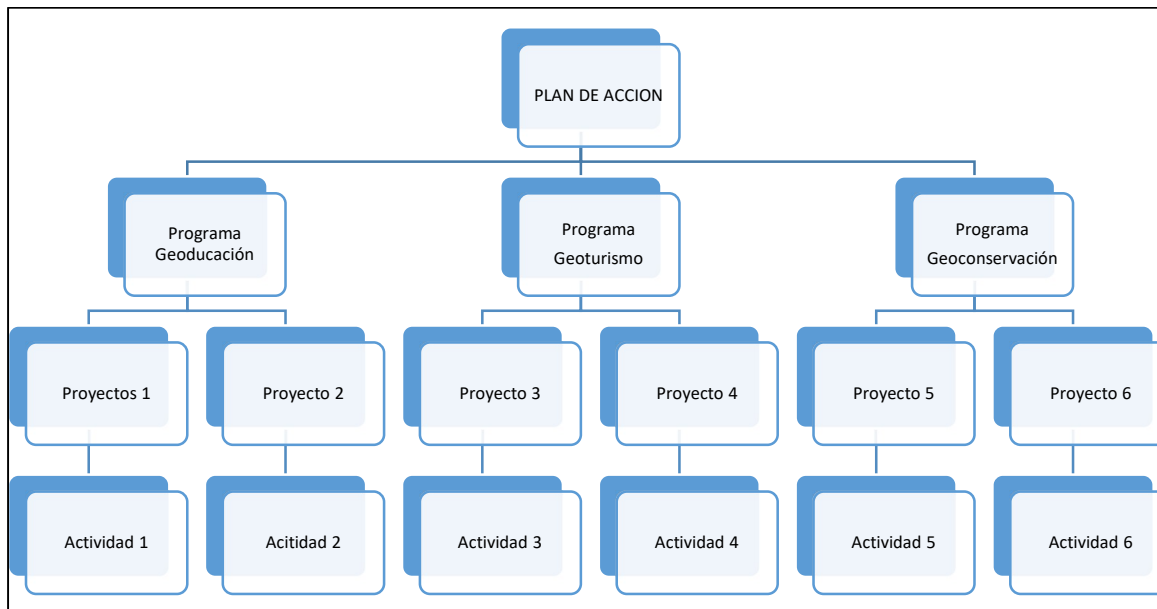 PLAN DE ACCION
Programa
Geoducación
Programa
Geoturismo
Programa
Geoconservación
Proyectos 1
Proyecto 2
Proyecto 3
Proyecto 4
Proyecto 5
Proyecto 6
Actividad 1
Acitidad 2
Actividad 3
Actividad 4
Actividad 5
Actividad 6